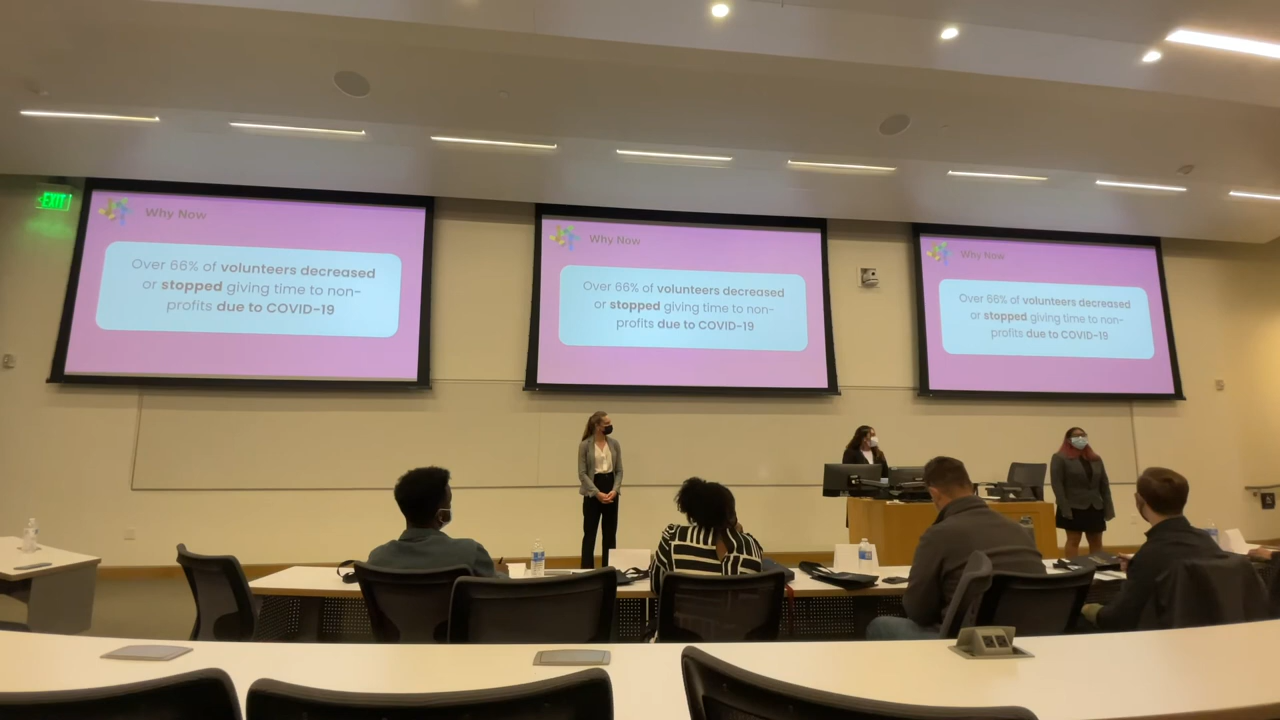 EXIT
Why Now
Over 66% of volunteers decreased
or stopped giving time to non-
profits due to COVID-19
Why Now
Over 66% of volunteers decreased
or stopped giving time to non-
profits due to COVID-19
Why Now
Over 66% of volunteers decreased
or stopped giving time to non-
profits due to COVID-19